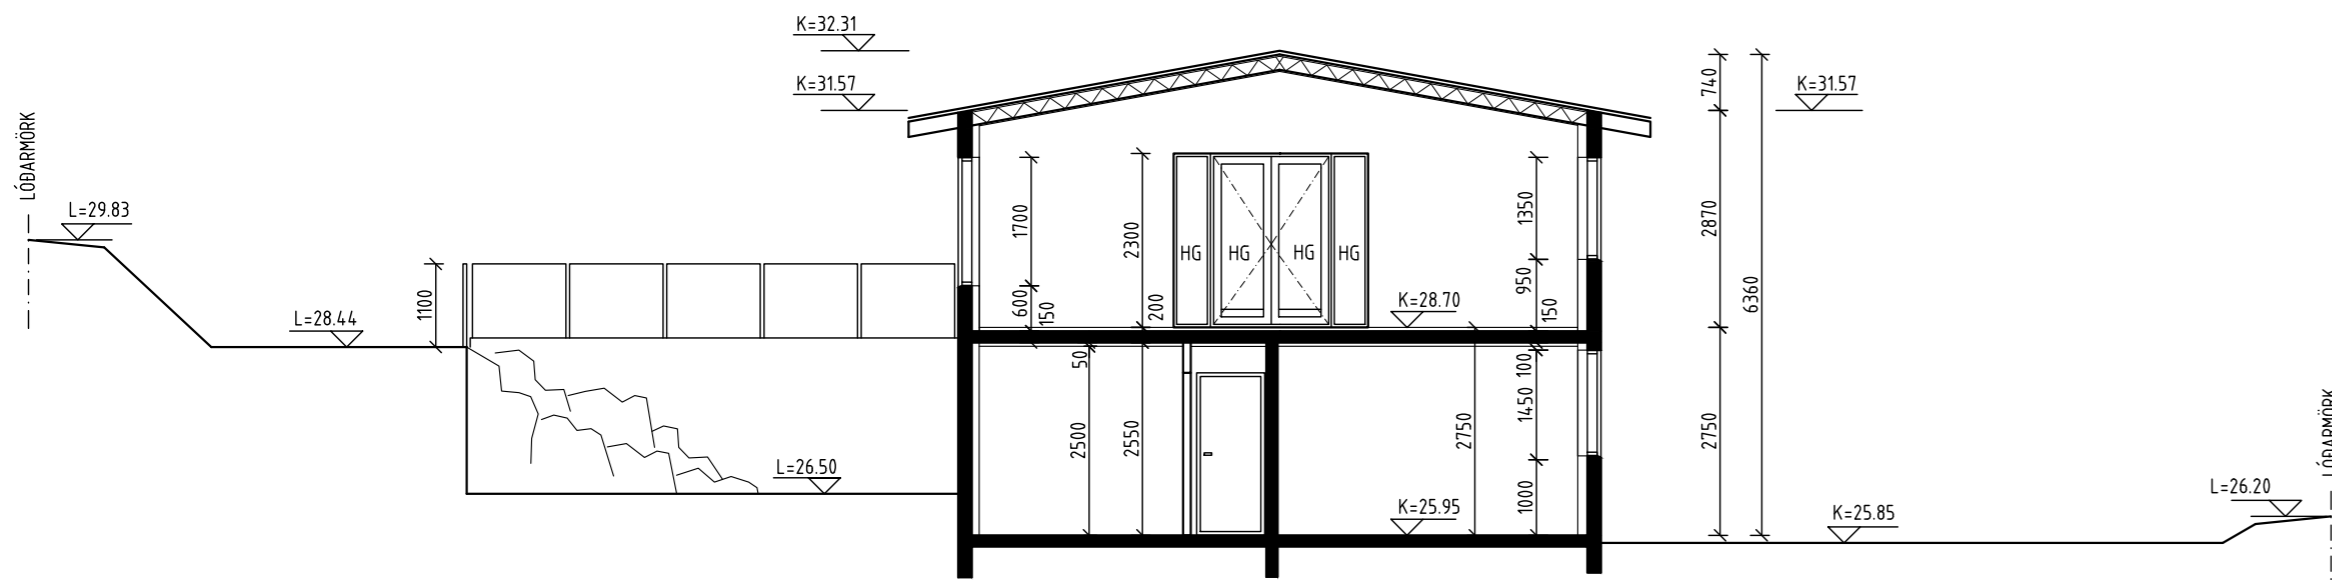 K=32.31
K=31.57
K=31.57
LÓÐARMÖRK
L=29.83
L=28.44
1100
1700
600
150
2300
200
HG
HG
HG
HG
K=28.70
1350
950
150
740
2870
6360
2750
50
2500
2550
2750
100
1450
1000
L=26.50
K=25.95
K=25.85
L=26.20
LÓÐARMÖRK